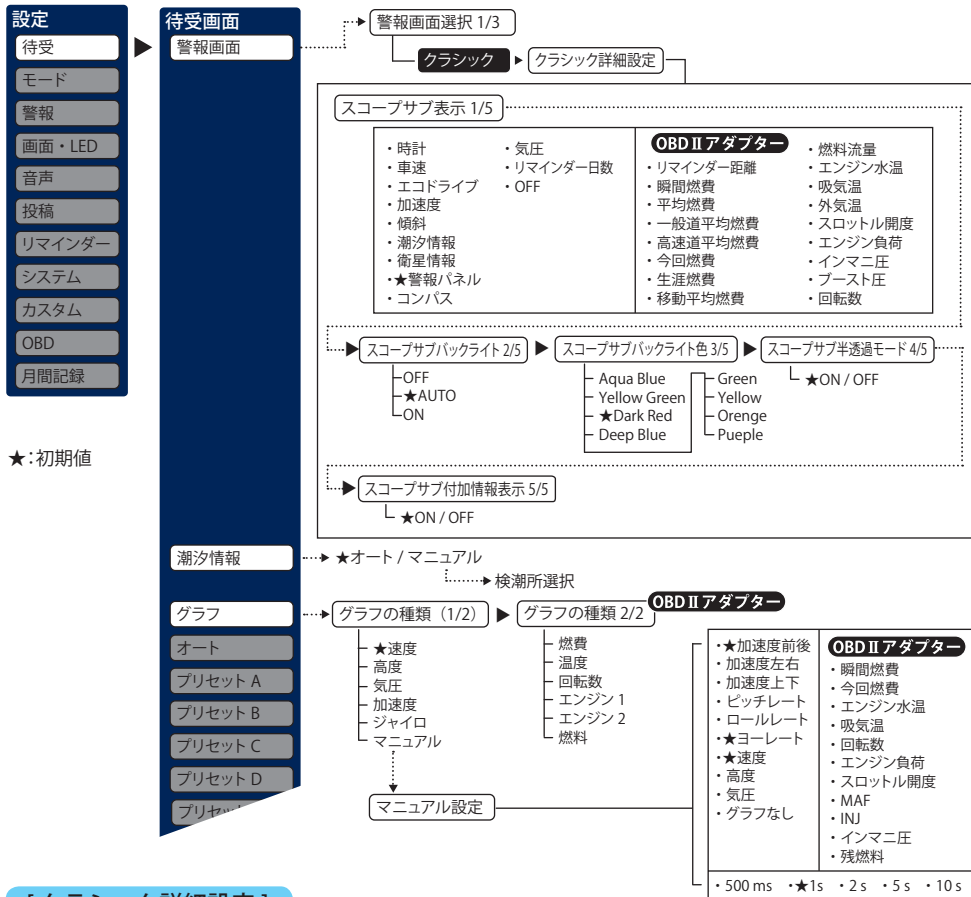 設定
待受
モード
警報
画面・LED
音声
投稿
リマインダー
システム
カスタム
OBD
月間記録
★：初期値
待受画面
警報画面
潮汐情報
グラフ
オート
プリセット A
プリセット B
プリセット C
プリセット D
警報画面選択 1/3
クラシック
クラシック詳細設定
スコープサブ表示 1/5
・時計
・車速
・エコドライブ
・加速度
・傾斜
・潮汐情報
・衛星情報
・★警報パネル
・コンパス
・気圧
・リマインダー日数
・OFF
OBDⅡアダプター
・リマインダー距離
・瞬間燃費
・平均燃費
・一般道平均燃費
・高速道平均燃費
・今回燃費
・生涯燃費
・移動平均燃費
・燃料流量
・エンジン水温
・吸気温
・外気温
・スロットル開度
・エンジン負荷
・インマニ圧
・ブースト圧
・回転数
スコープサブバックライト 2/5
OFF
★AUTO
ON
スコープサブバックライト色 3/5
Aqua Blue
Yellow Green
★Dark Red
Deep Blue
Green
Yellow
Orenge
Pueple
スコープサブ半透過モード 4/5
★ON / OFF
スコープサブ付加情報表示 5/5
★ON / OFF
★オート / マニュアル
検潮所選択
グラフの種類（1/2）
★速度
高度
気圧
加速度
ジャイロ
マニュアル
マニュアル設定
グラフの種類 2/2
OBDⅡアダプター
燃費
温度
回転数
エンジン 1
エンジン 2
燃料
・★加速度前後
・加速度左右
・加速度上下
・ピッチレート
・ロールレート
・★ヨーレート
・★速度
・高度
・気圧
・グラフなし
OBDⅡアダプター
・瞬間燃費
・今回燃費
・エンジン水温
・吸気温
・回転数
・エンジン負荷
・スロットル開度
・MAF
・INJ
・インマニ圧
・残燃料
・500 ms ・★1s ・2 s ・5 s ・10 s